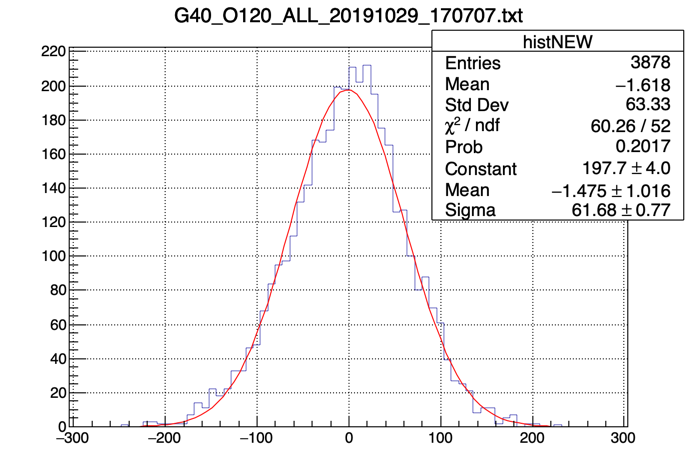 G40_O120_ALL_20191029_170707.txt
histNEW
Entries 3878
Mean −1.618
Std Dev 63.33
χ² / ndf 60.26 / 52
Prob 0.2017
Constant 197.7 ± 4.0
Mean −1.475 ± 1.016
Sigma 61.68 ± 0.77
220
200
180
160
140
120
100
80
60
40
20
0
−300 −200 −100 0 100 200 300